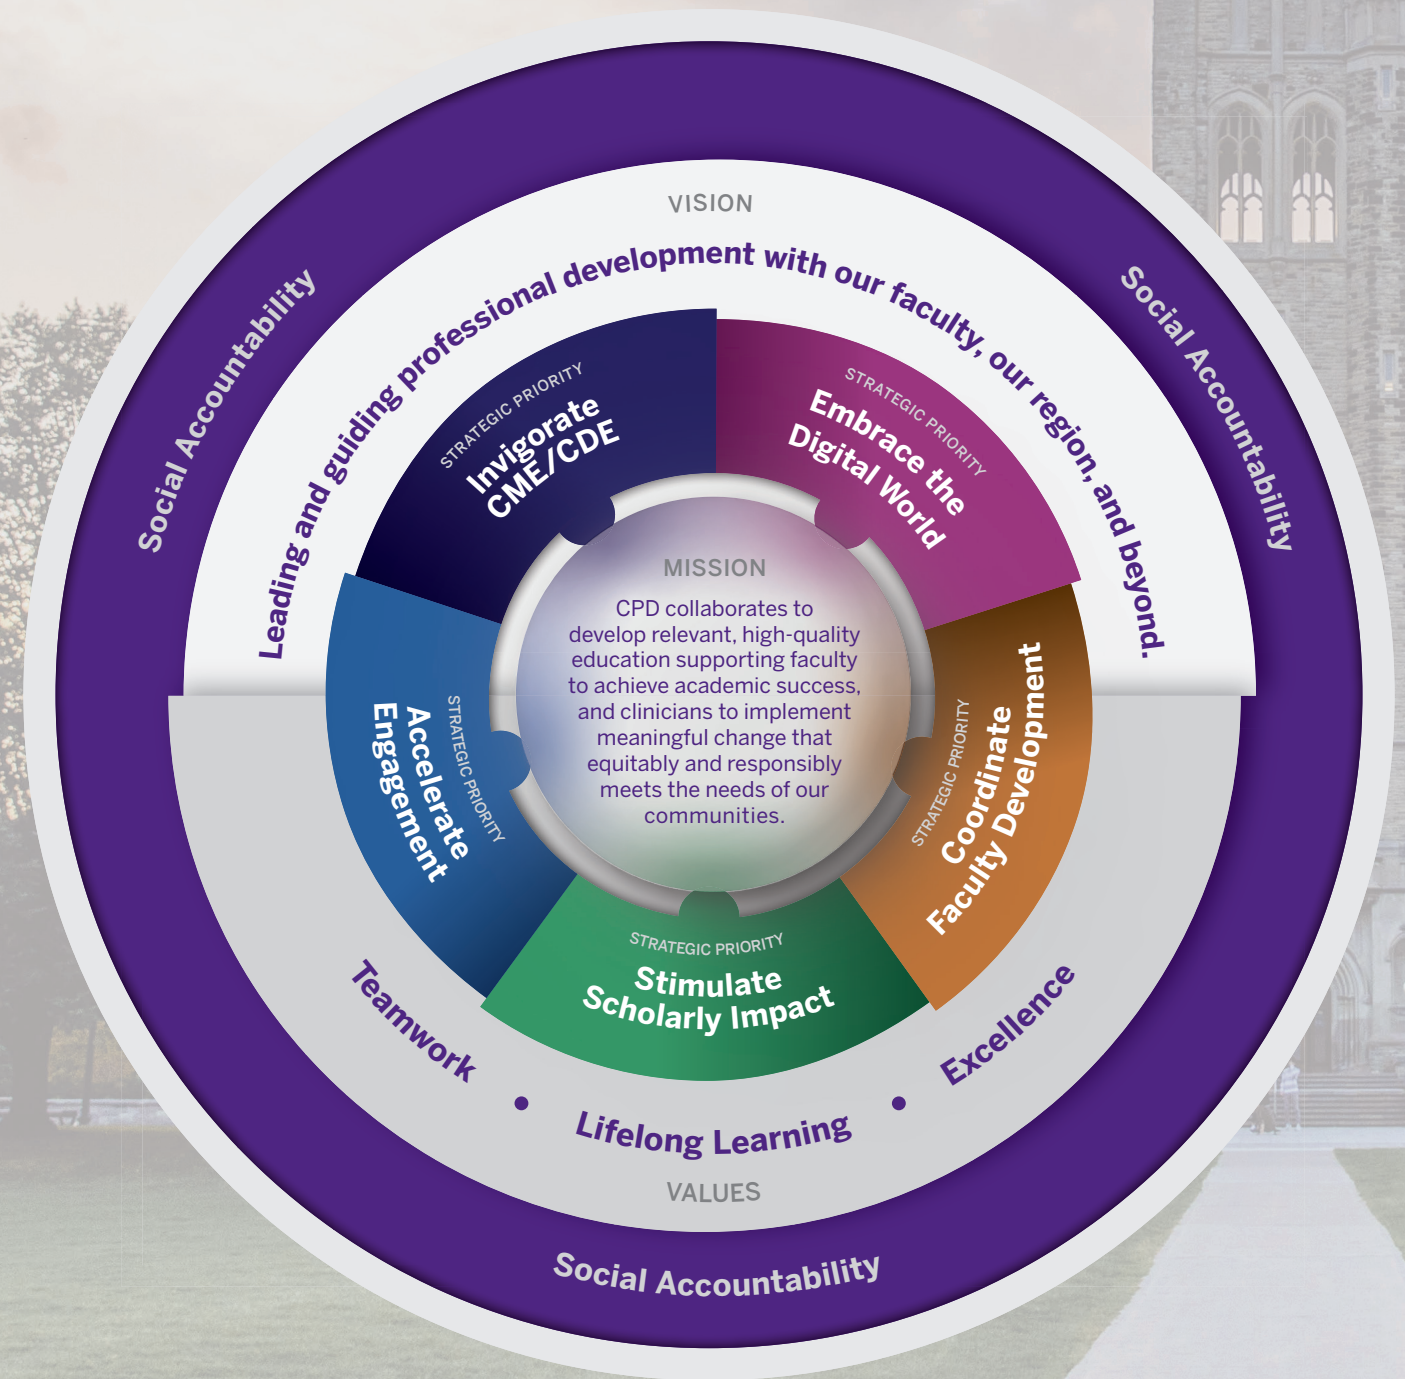 Social Accountability
Social Accountability
VISION
Leading and guiding professional development with our faculty, our region, and beyond.
STRATEGIC PRIORITY
Invigorate
CME/CDE
STRATEGIC PRIORITY
Embrace the
Digital World
STRATEGIC PRIORITY
Coordinate
Faculty Development
STRATEGIC PRIORITY
Stimulate
Scholarly Impact
STRATEGIC PRIORITY
Accelerate
Engagement
MISSION
CPD collaborates to
develop relevant, high-quality
education supporting faculty
to achieve academic success,
and clinicians to implement
meaningful change that
equitably and responsibly
meets the needs of our
communities.
Teamwork
•
Lifelong Learning
•
Excellence
VALUES
Social Accountability